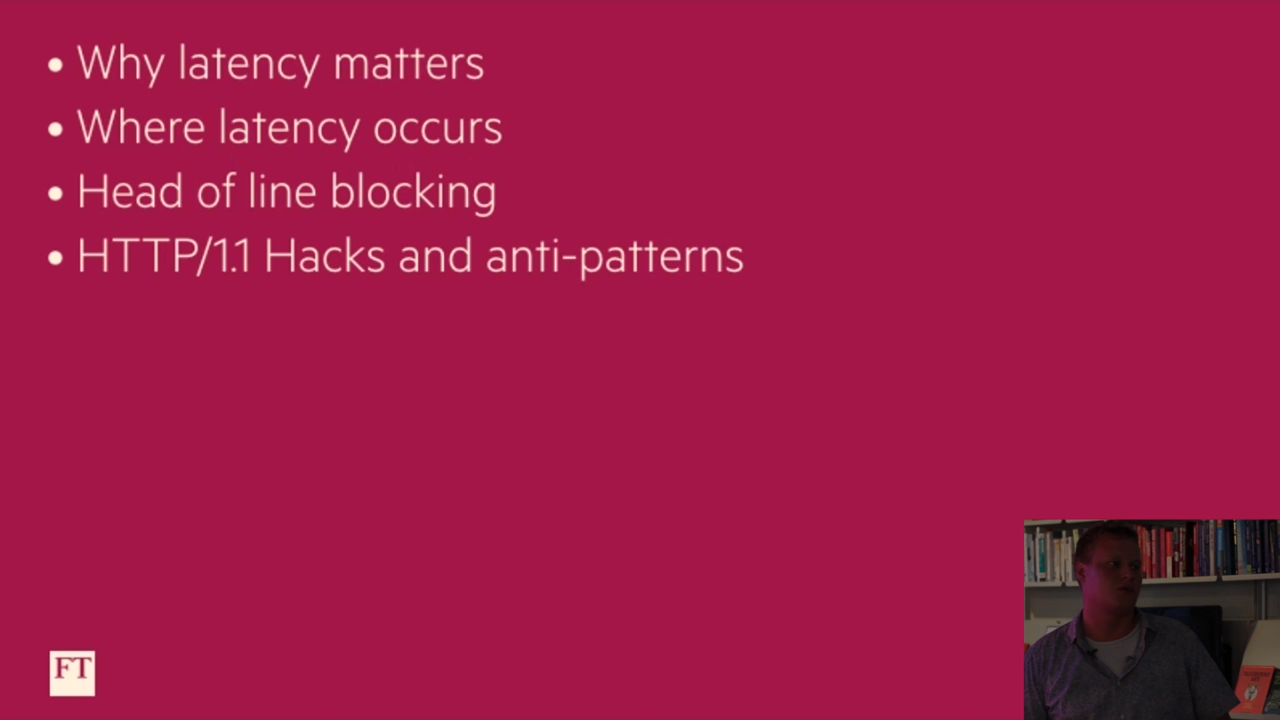 • Why latency matters
• Where latency occurs
• Head of line blocking
• HTTP/1.1 Hacks and anti-patterns
FT